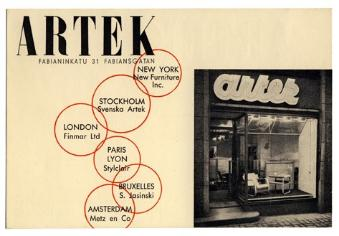 ARTEK
FABIANINKATU 31 FABIANSGATAN
NEW YORK
New Furniture
Inc.
STOCKHOLM
Svenska Artek
LONDON
Finmar Ltd
PARIS
LYON
Stylclair
BRUXELLES
S. Jasinski
AMSTERDAM
Metz en Co
artek